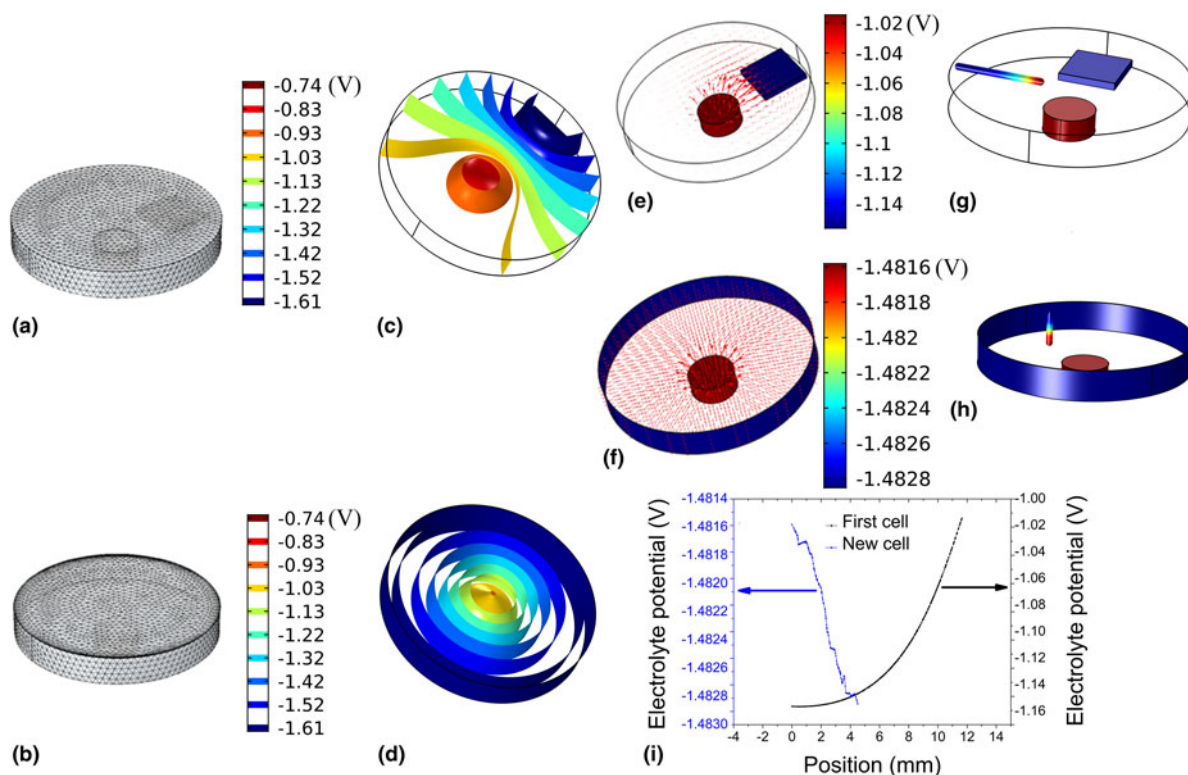 -0.74 (V)
-0.83
-0.93
-1.03
-1.13
-1.22
-1.32
-1.42
-1.52
-1.61
(a)
(c)
(e)
-1.02 (V)
-1.04
-1.06
-1.08
-1.1
-1.12
-1.14
(g)
(f)
-1.4816 (V)
-1.4818
-1.482
-1.4822
-1.4824
-1.4826
-1.4828
(h)
-0.74 (V)
-0.83
-0.93
-1.03
-1.13
-1.22
-1.32
-1.42
-1.52
-1.61
(b)
(d)
(i)
Electrolyte potential (V)
-1.4814
-1.4816
-1.4818
-1.4820
-1.4822
-1.4824
-1.4826
-1.4828
-1.4830
First cell
New cell
-1.00
-1.02
-1.04
-1.06
-1.08
-1.10
-1.12
-1.14
-1.16
Electrolyte potential (V)
-4 -2 0 2 4 6 8 10 12 14
Position (mm)